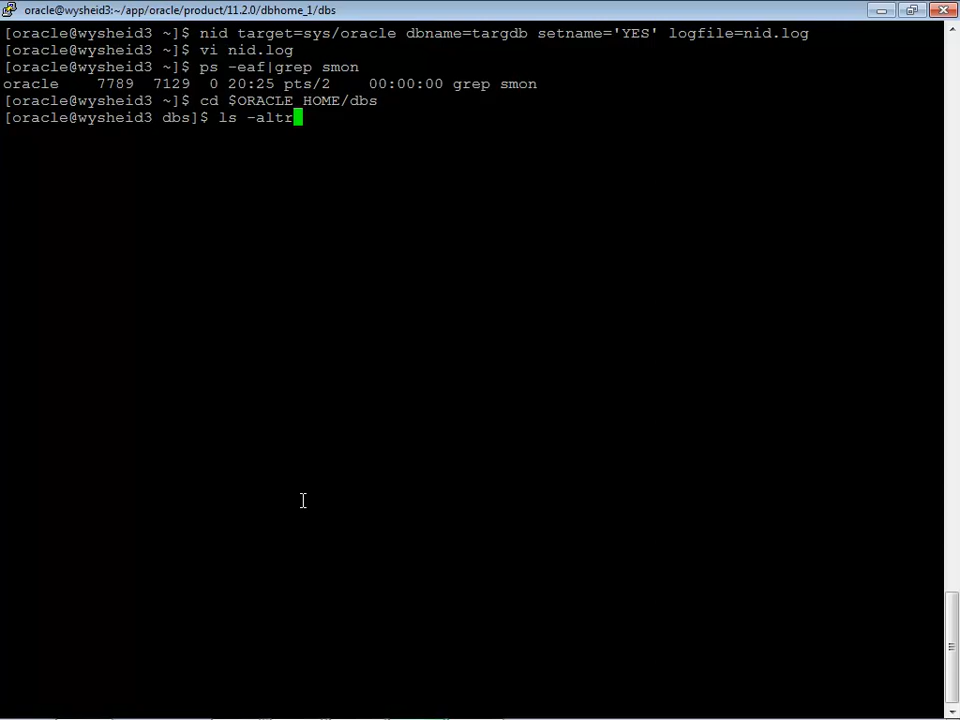 oracle@wysheid3:~/app/oracle/product/11.2.0/dbhome_1/dbs
[oracle@wysheid3 ~]$ nid target=sys/oracle dbname=targdb setname='YES' logfile=nid.log
[oracle@wysheid3 ~]$ vi nid.log
[oracle@wysheid3 ~]$ ps -eaf|grep smon
oracle    7789  7129  0 20:25 pts/2    00:00:00 grep smon
[oracle@wysheid3 ~]$ cd $ORACLE_HOME/dbs
[oracle@wysheid3 dbs]$ ls -altr